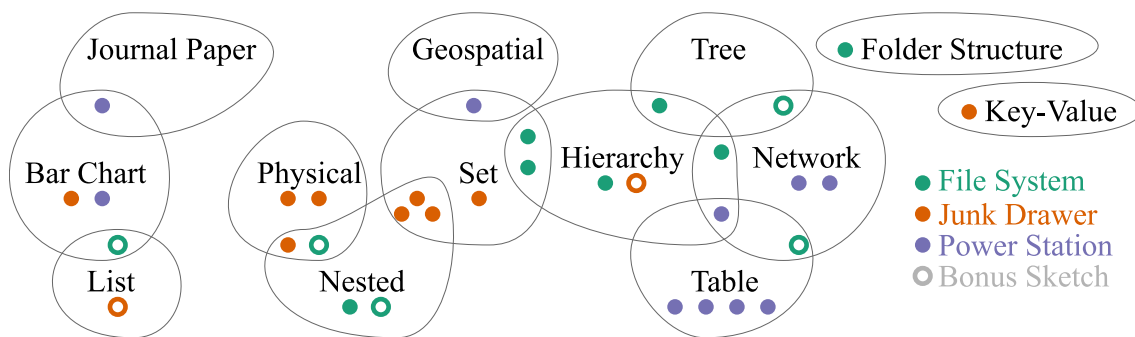 Journal Paper
Geospatial
Tree
Folder Structure
Key-Value
Bar Chart
Physical
Set
Hierarchy
Network
File System
Junk Drawer
Power Station
Bonus Sketch
List
Nested
Table